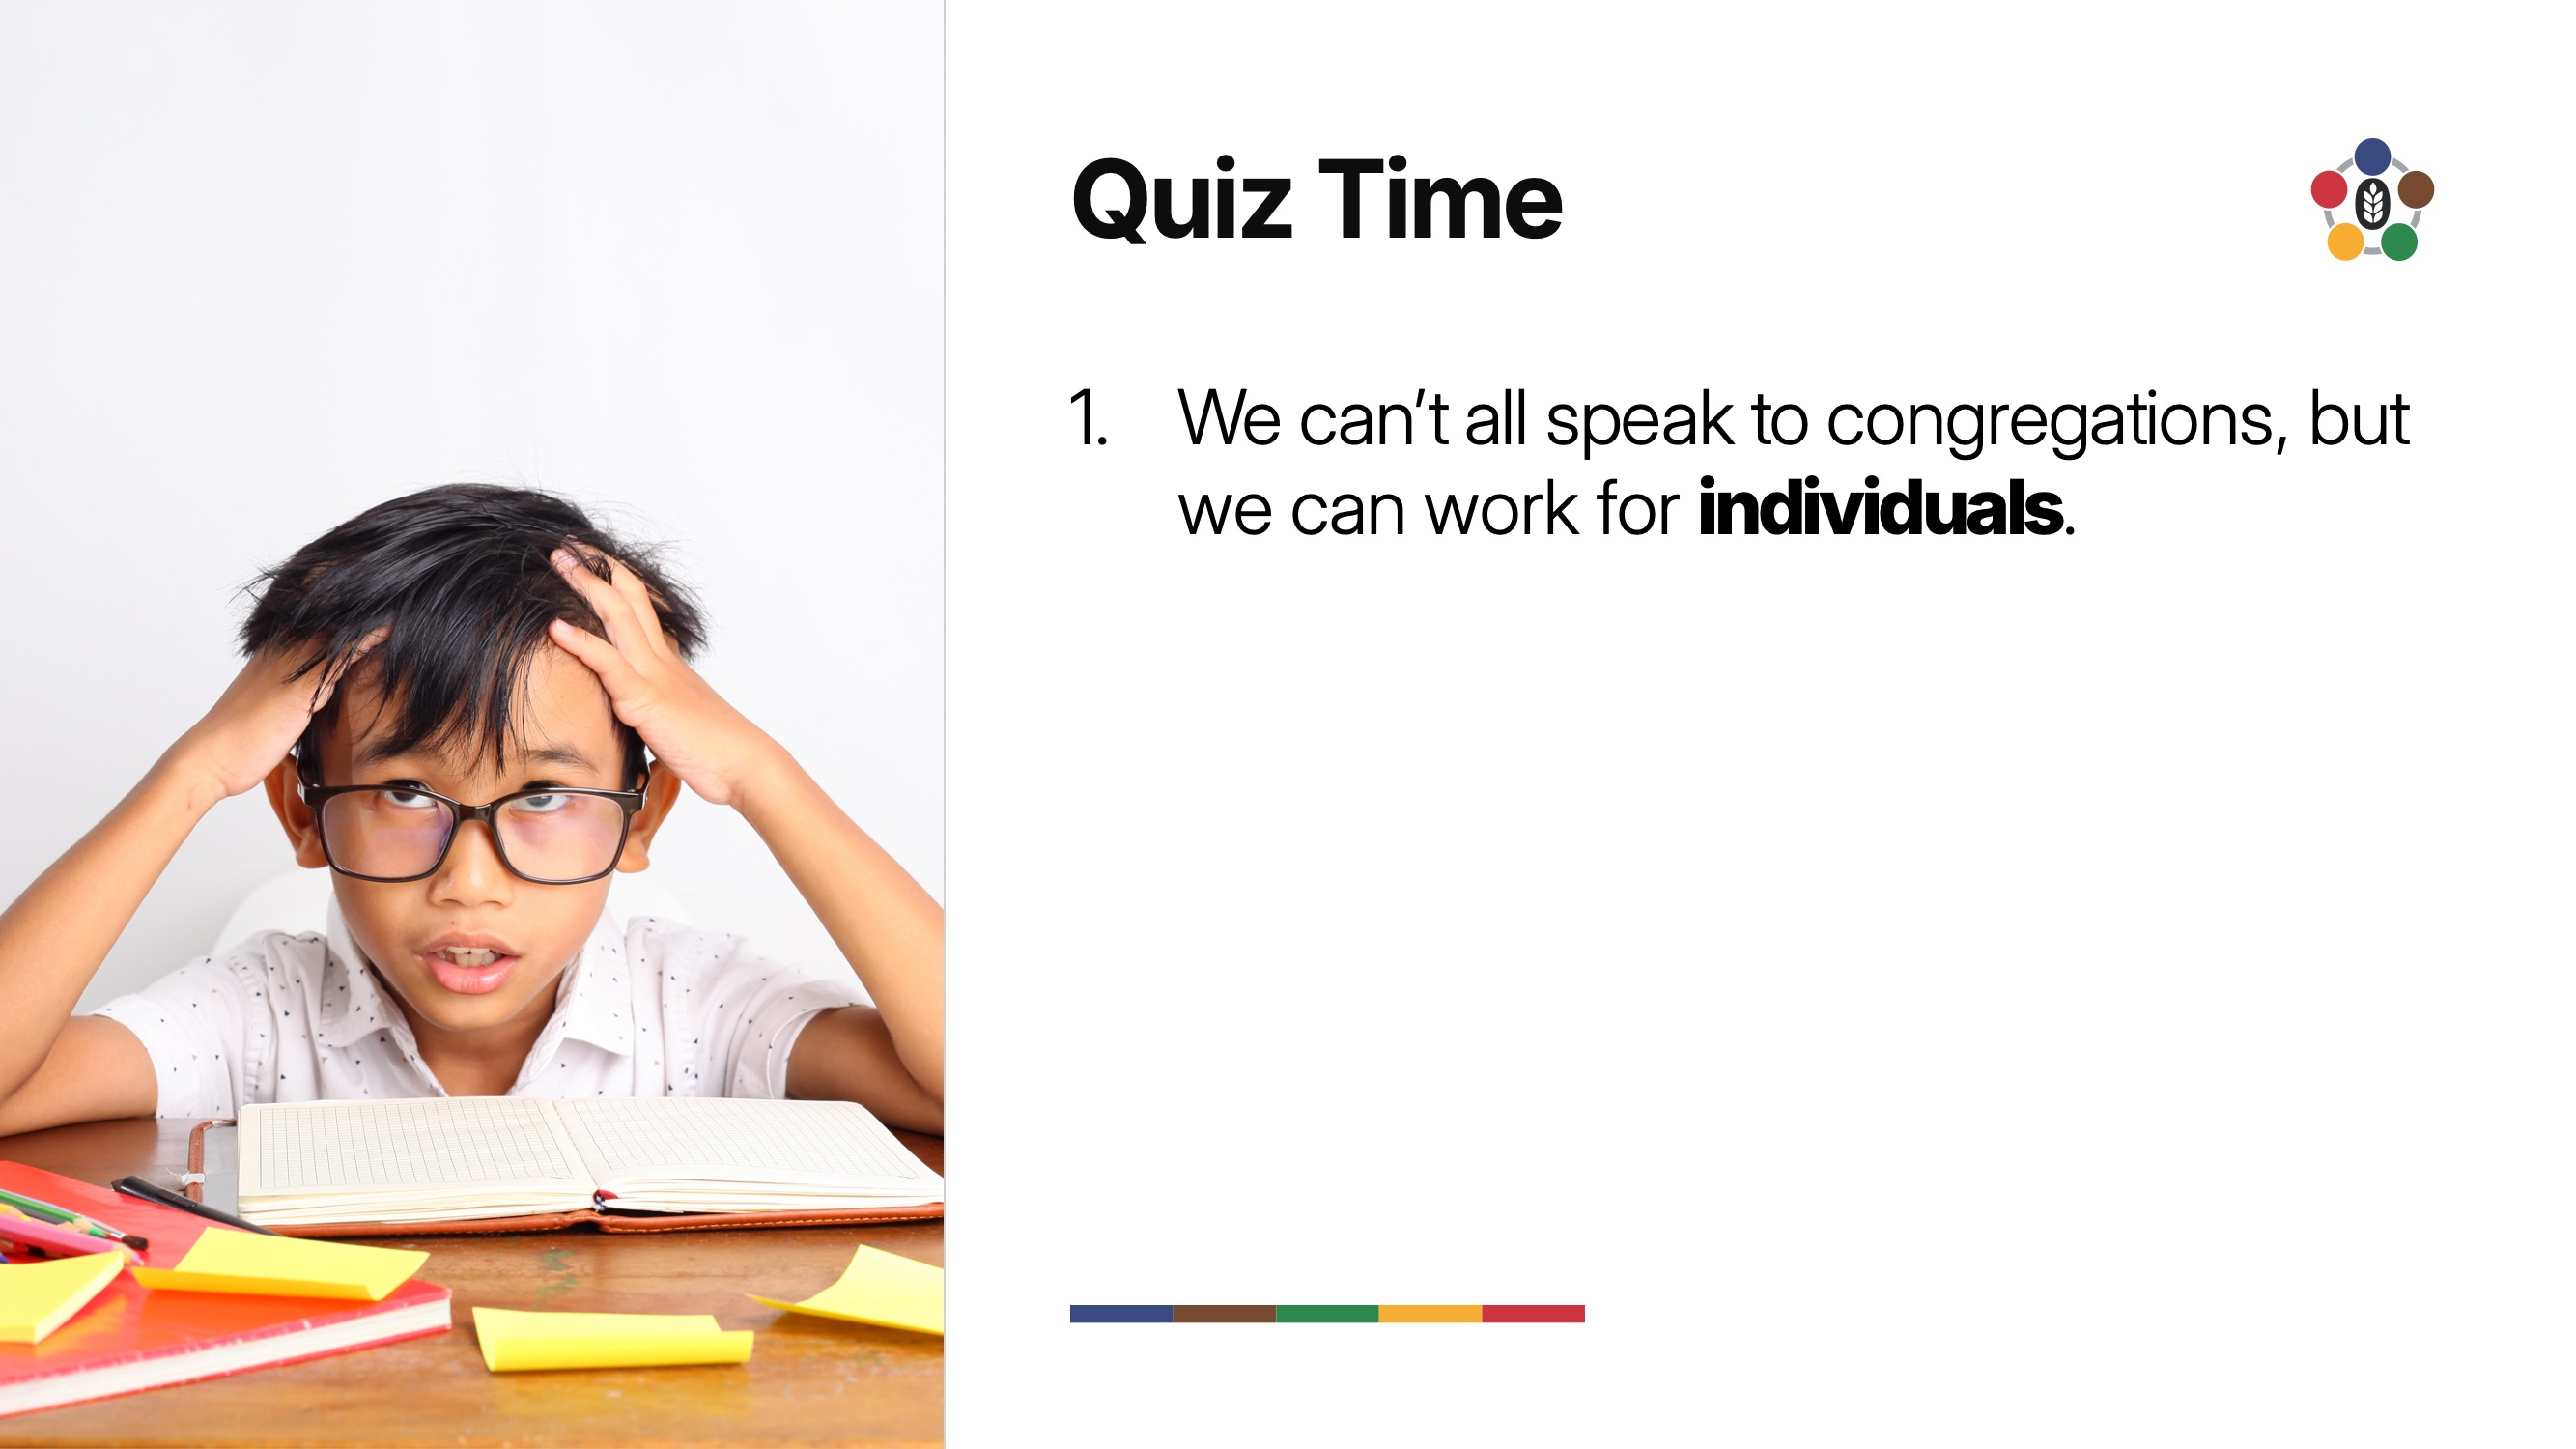 Quiz Time
1. We can’t all speak to congregations, but
we can work for individuals.